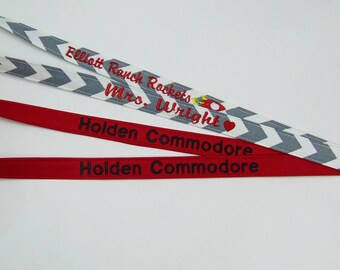 Elliott Ranch Rockets
Mrs. Wright
Holden Commodore
Holden Commodore